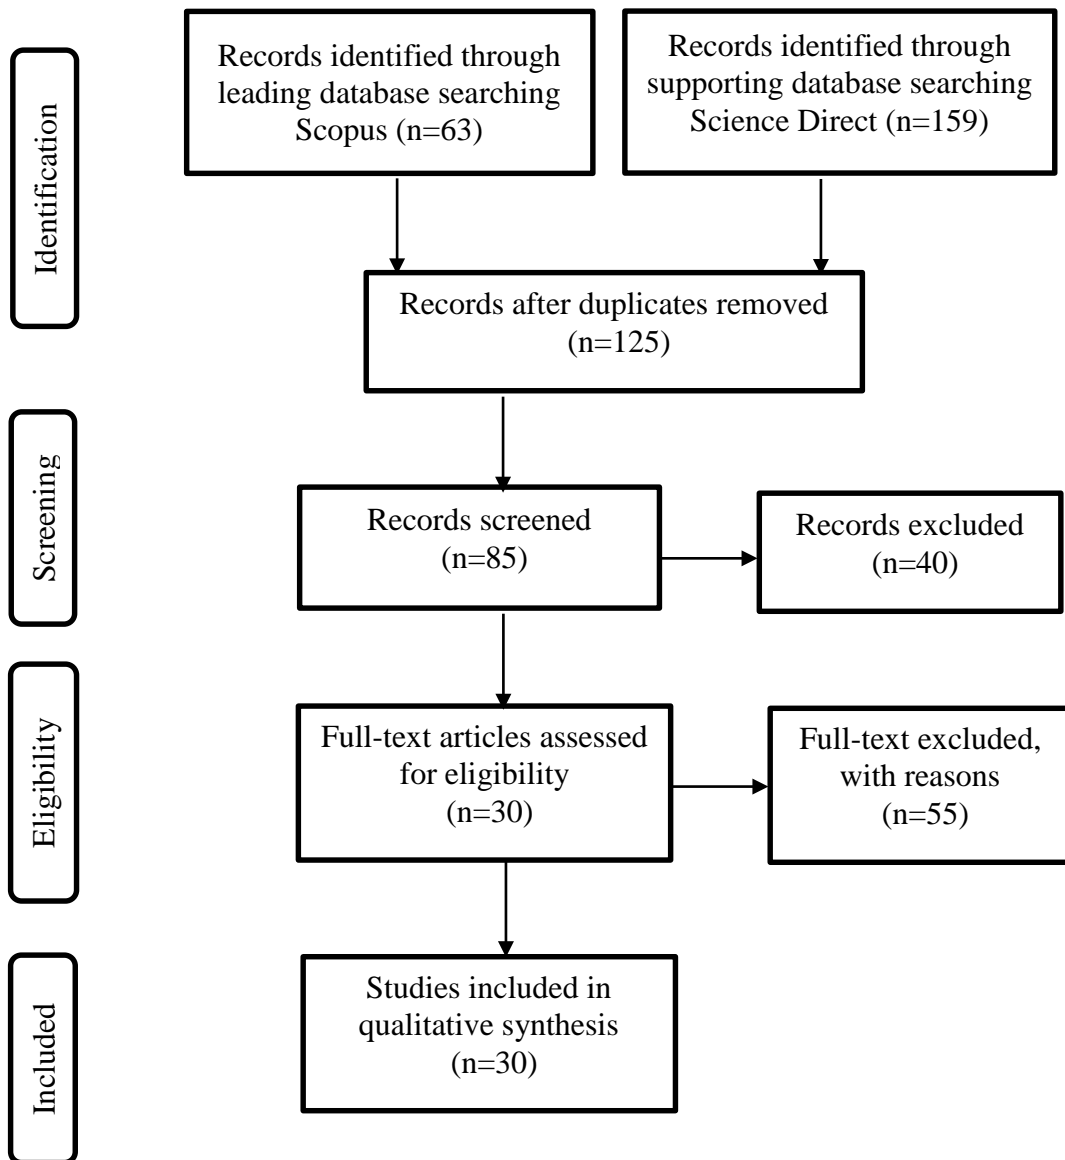 Identification
Records identified through
leading database searching
Scopus (n=63)
Records identified through
supporting database searching
Science Direct (n=159)
Records after duplicates removed
(n=125)
Screening
Records screened
(n=85)
Records excluded
(n=40)
Eligibility
Full-text articles assessed
for eligibility
(n=30)
Full-text excluded,
with reasons
(n=55)
Included
Studies included in
qualitative synthesis
(n=30)